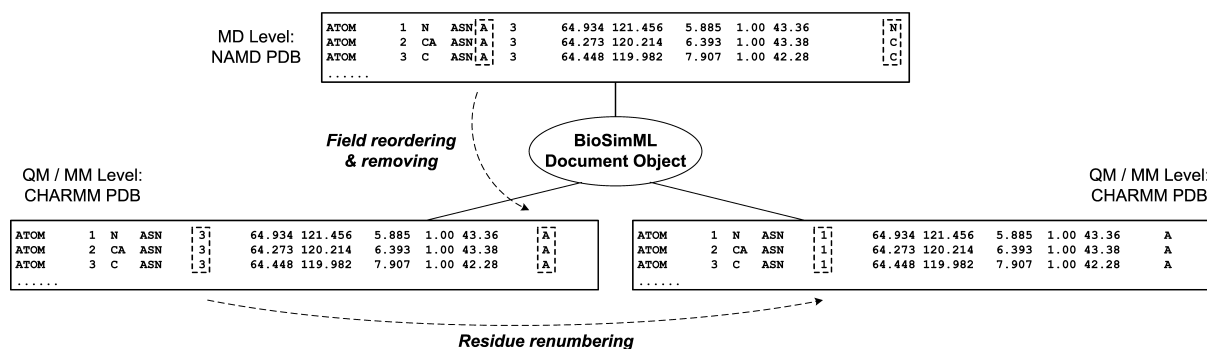 MD Level:
NAMD PDB
ATOM 1 N ASN A 3 64.934 121.456 5.885 1.00 43.36 N
ATOM 2 CA ASN A 3 64.273 120.214 6.393 1.00 43.38 C
ATOM 3 C ASN A 3 64.448 119.982 7.907 1.00 42.28 C
......
Field reordering
& removing
BioSimML
Document Object
QM / MM Level:
CHARMM PDB
ATOM 1 N ASN 3 64.934 121.456 5.885 1.00 43.36 A
ATOM 2 CA ASN 3 64.273 120.214 6.393 1.00 43.38 A
ATOM 3 C ASN 3 64.448 119.982 7.907 1.00 42.28 A
......
QM / MM Level:
CHARMM PDB
ATOM 1 N ASN 1 64.934 121.456 5.885 1.00 43.36 A
ATOM 2 CA ASN 1 64.273 120.214 6.393 1.00 43.38 A
ATOM 3 C ASN 1 64.448 119.982 7.907 1.00 42.28 A
......
Residue renumbering